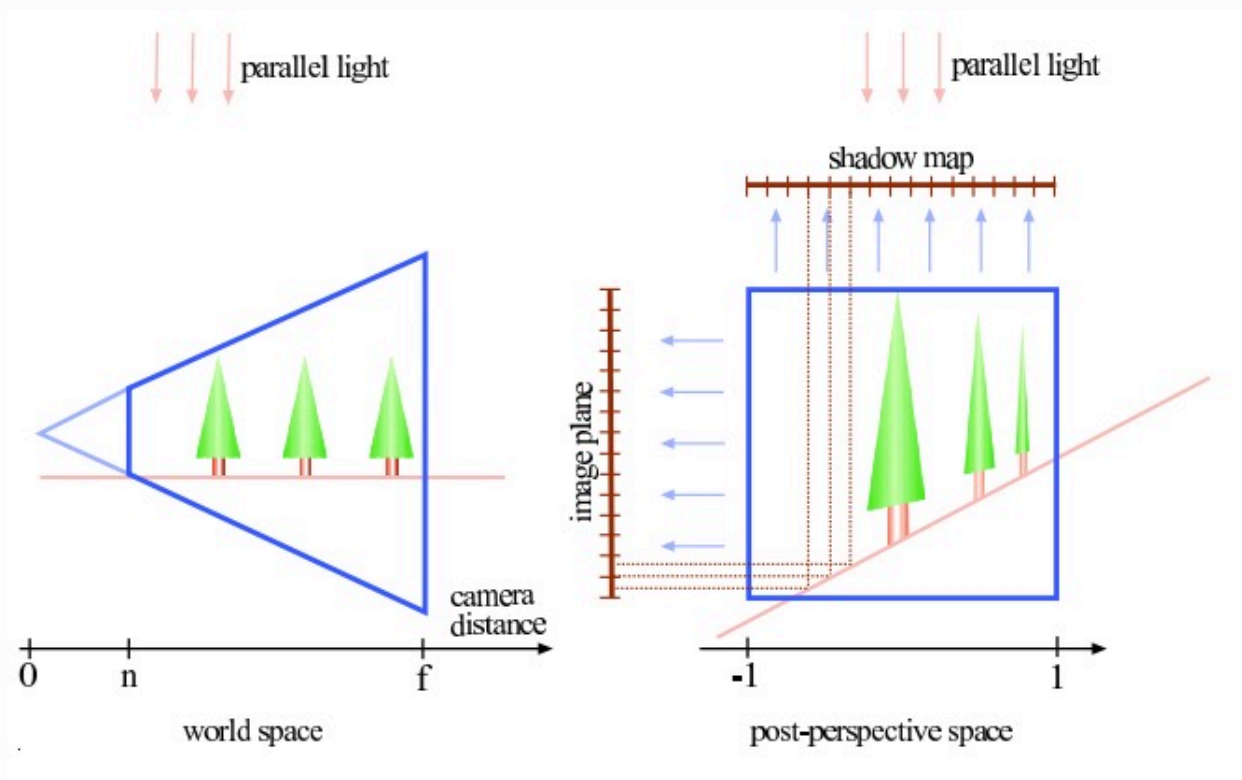 parallel light
parallel light
shadow map
image plane
camera
distance
0
n
f
-1
1
world space
post-perspective space